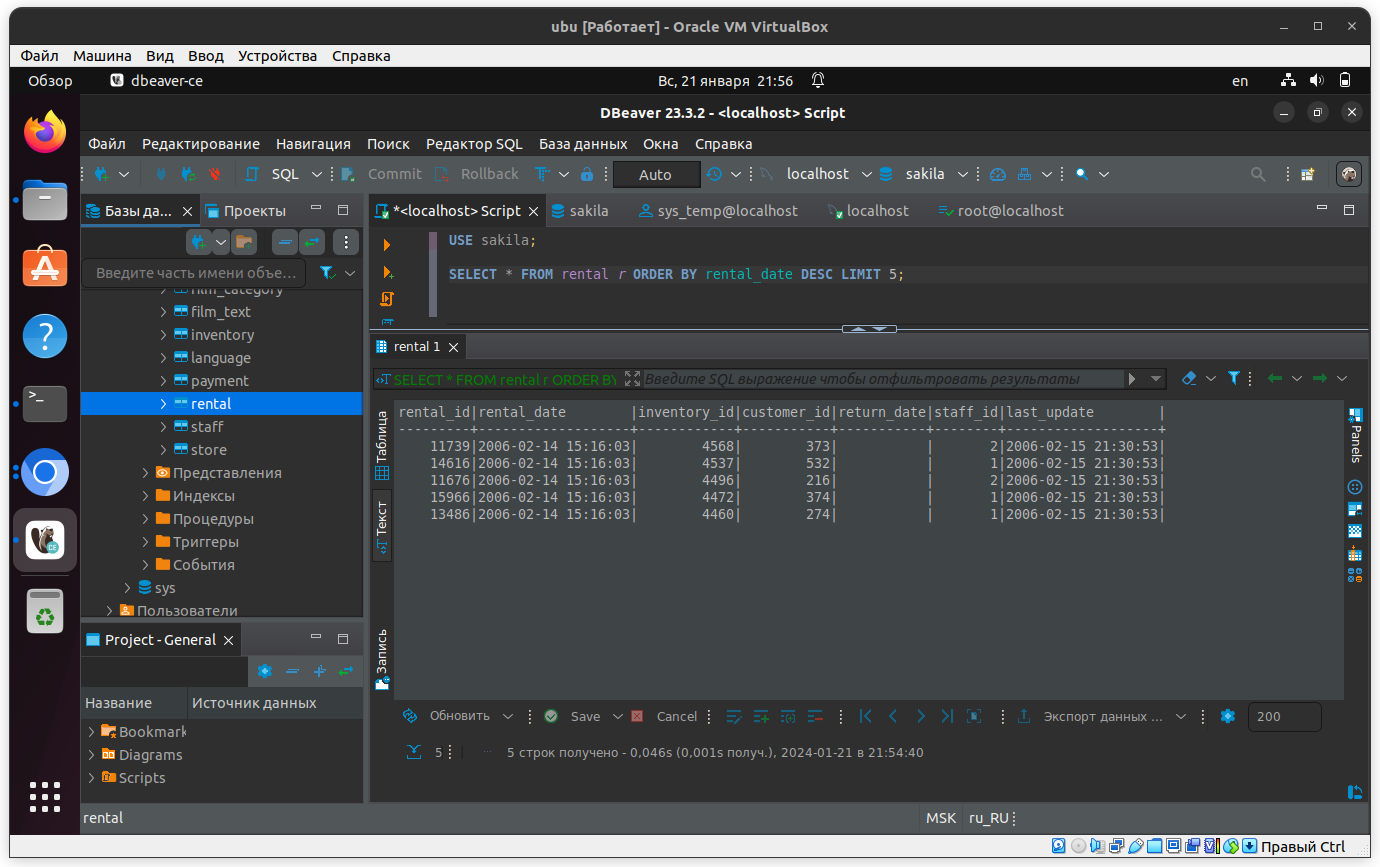 ubu [Работает] - Oracle VM VirtualBox
Файл Машина Вид Ввод Устройства Справка
Обзор dbeaver-ce Вс, 21 января 21:56 en
DBeaver 23.3.2 - <localhost> Script
Файл Редактирование Навигация Поиск Редактор SQL База данных Окна Справка
SQL Commit Rollback Auto localhost sakila
Базы да... Проекты
*<localhost> Script sakila sys_temp@localhost localhost root@localhost
Введите часть имени объе...
film_category
film_text
inventory
language
payment
rental
staff
store
Представления
Индексы
Процедуры
Триггеры
События
sys
Пользователи
USE sakila;
SELECT * FROM rental r ORDER BY rental_date DESC LIMIT 5;
rental 1
SELECT * FROM rental r ORDER BY Введите SQL выражение чтобы отфильтровать результаты
Таблица
Текст
Запись
rental_id|rental_date        |inventory_id|customer_id|return_date|staff_id|last_update        |
---------+-------------------+------------+-----------+-----------+--------+-------------------+
    11739|2006-02-14 15:16:03|        4568|        373|           |       2|2006-02-15 21:30:53|
    14616|2006-02-14 15:16:03|        4537|        532|           |       1|2006-02-15 21:30:53|
    11676|2006-02-14 15:16:03|        4496|        216|           |       2|2006-02-15 21:30:53|
    15966|2006-02-14 15:16:03|        4472|        374|           |       1|2006-02-15 21:30:53|
    13486|2006-02-14 15:16:03|        4460|        274|           |       1|2006-02-15 21:30:53|
Panels
Обновить Save Cancel Экспорт данных ... 200
5 ... 5 строк получено - 0,046s (0,001s получ.), 2024-01-21 в 21:54:40
Project - General
Название Источник данных
Bookmark
Diagrams
Scripts
rental MSK ru_RU
Правый Ctrl